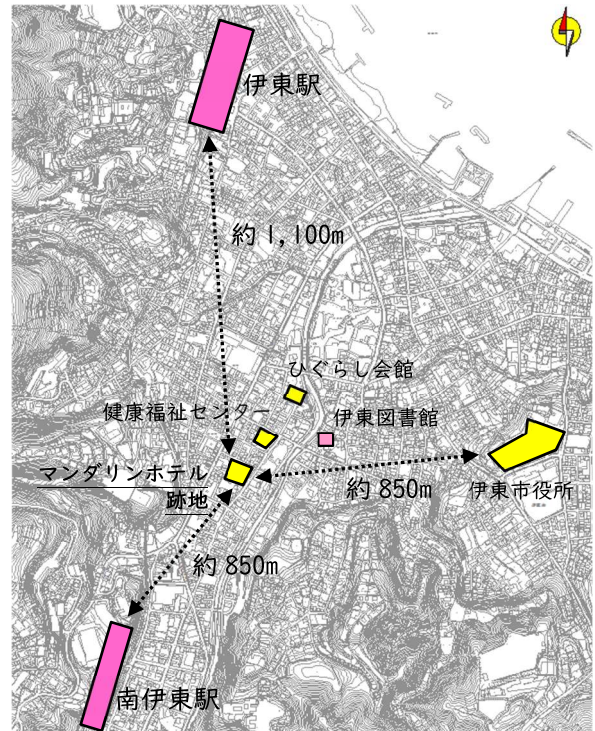 伊東駅
約1,100m
ひぐらし会館
健康福祉センター
伊東図書館
マンダリンホテル
跡地
約850m
伊東市役所
約850m
南伊東駅